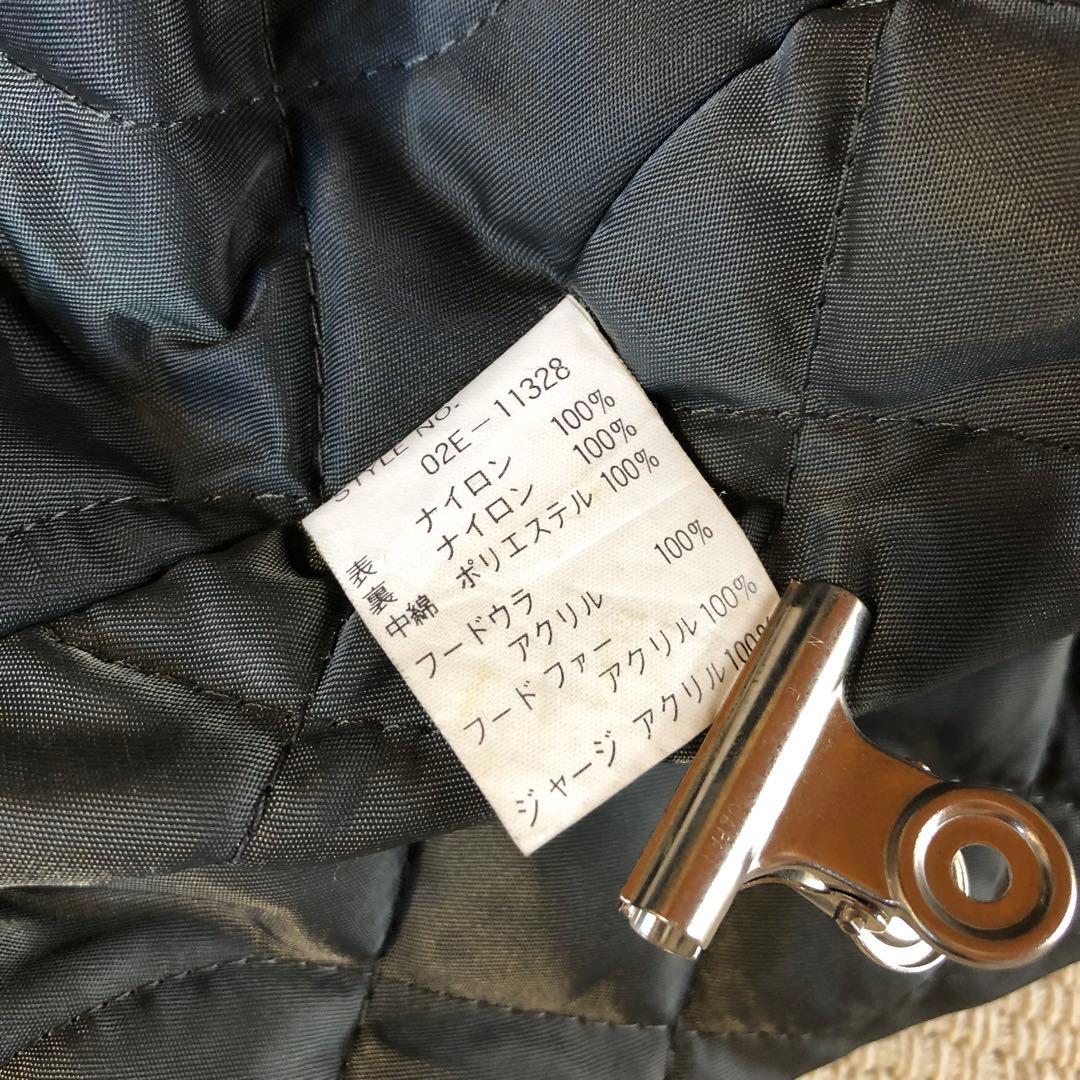 STYLE NO.
02E-11328
表 ナイロン 100%
裏 ナイロン 100%
中綿 ポリエステル 100%
フードウラ
アクリル 100%
フード ファー
アクリル 100%
ジャージ アクリル 100%